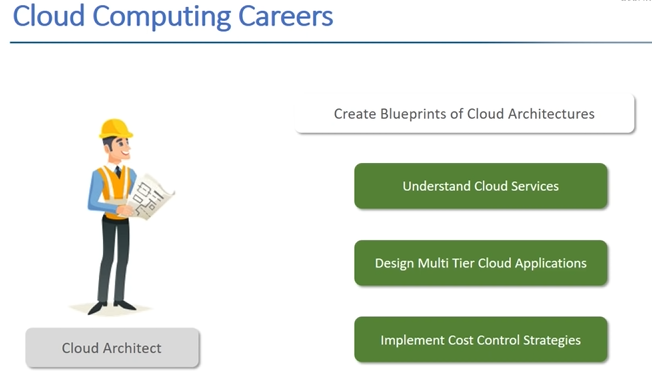 Cloud Computing Careers
Create Blueprints of Cloud Architectures
Understand Cloud Services
Design Multi Tier Cloud Applications
Implement Cost Control Strategies
Cloud Architect